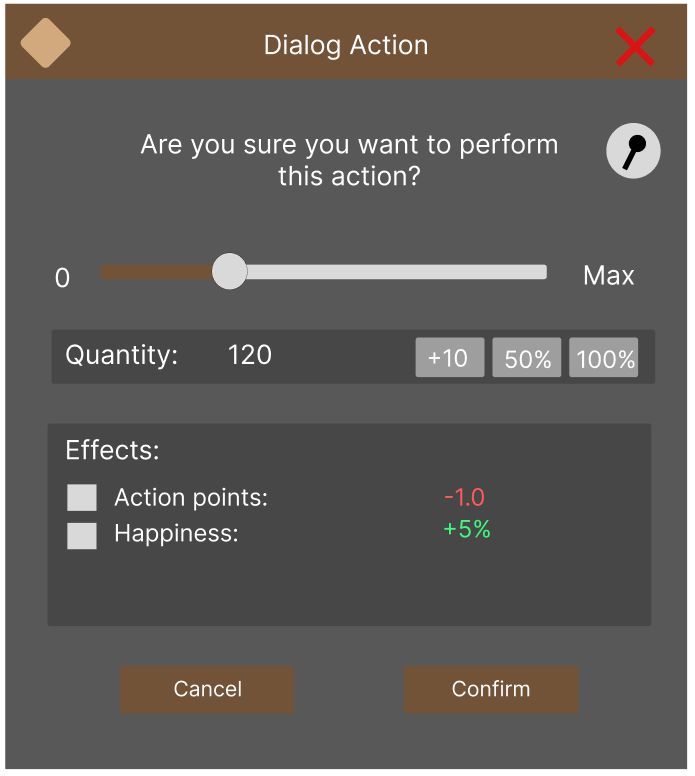 Dialog Action
Are you sure you want to perform
this action?
0 Max
Quantity: 120 +10 50% 100%
Effects:
Action points: -1.0
Happiness: +5%
Cancel Confirm